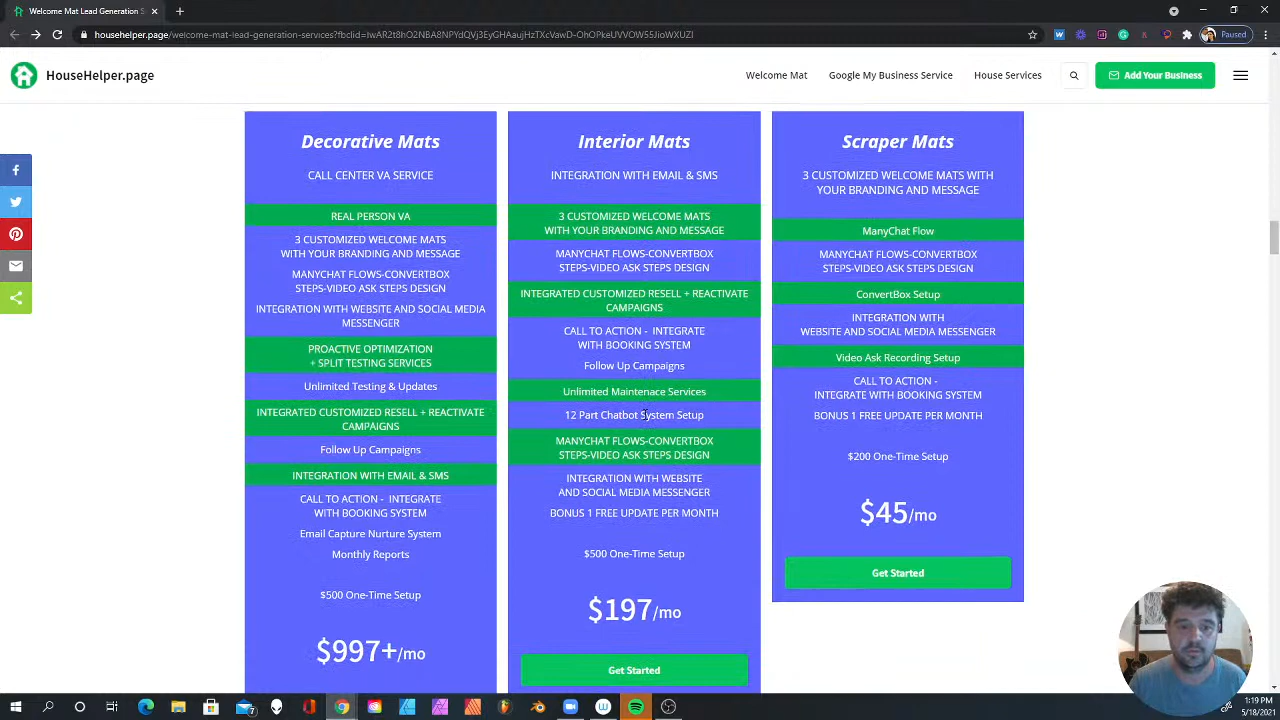 Welcome Mat Lead Generation S
househelper.page/welcome-mat-lead-generation-services/?fbclid=IwAR2t8hO2NBA8NPYdQVj3EyGHAaujHzTXcVawD-OhOPkeUVVOW55JioWXUZI
Paused
HouseHelper.page
Welcome Mat
Google My Business Service
House Services
Add Your Business
Decorative Mats
CALL CENTER VA SERVICE
REAL PERSON VA
3 CUSTOMIZED WELCOME MATS
WITH YOUR BRANDING AND MESSAGE
MANYCHAT FLOWS-CONVERTBOX
STEPS-VIDEO ASK STEPS DESIGN
INTEGRATION WITH WEBSITE AND SOCIAL MEDIA
MESSENGER
PROACTIVE OPTIMIZATION
+ SPLIT TESTING SERVICES
Unlimited Testing & Updates
INTEGRATED CUSTOMIZED RESELL + REACTIVATE
CAMPAIGNS
Follow Up Campaigns
INTEGRATION WITH EMAIL & SMS
CALL TO ACTION - INTEGRATE
WITH BOOKING SYSTEM
Email Capture Nurture System
Monthly Reports
$500 One-Time Setup
$997+/mo
Interior Mats
INTEGRATION WITH EMAIL & SMS
3 CUSTOMIZED WELCOME MATS
WITH YOUR BRANDING AND MESSAGE
MANYCHAT FLOWS-CONVERTBOX
STEPS-VIDEO ASK STEPS DESIGN
INTEGRATED CUSTOMIZED RESELL + REACTIVATE
CAMPAIGNS
CALL TO ACTION - INTEGRATE
WITH BOOKING SYSTEM
Follow Up Campaigns
Unlimited Maintenace Services
12 Part Chatbot System Setup
MANYCHAT FLOWS-CONVERTBOX
STEPS-VIDEO ASK STEPS DESIGN
INTEGRATION WITH WEBSITE
AND SOCIAL MEDIA MESSENGER
BONUS 1 FREE UPDATE PER MONTH
$500 One-Time Setup
$197/mo
Get Started
Scraper Mats
3 CUSTOMIZED WELCOME MATS WITH
YOUR BRANDING AND MESSAGE
ManyChat Flow
MANYCHAT FLOWS-CONVERTBOX
STEPS-VIDEO ASK STEPS DESIGN
ConvertBox Setup
INTEGRATION WITH
WEBSITE AND SOCIAL MEDIA MESSENGER
Video Ask Recording Setup
CALL TO ACTION -
INTEGRATE WITH BOOKING SYSTEM
BONUS 1 FREE UPDATE PER MONTH
$200 One-Time Setup
$45/mo
Get Started
1:19 PM
5/18/2021